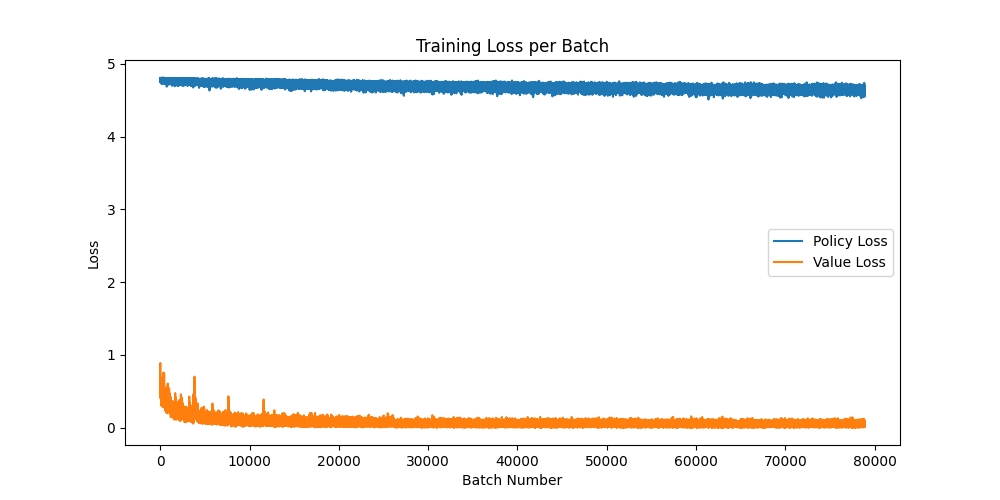 Training Loss per Batch
5
4
3
2
1
0
Loss
Policy Loss
Value Loss
0 10000 20000 30000 40000 50000 60000 70000 80000
Batch Number